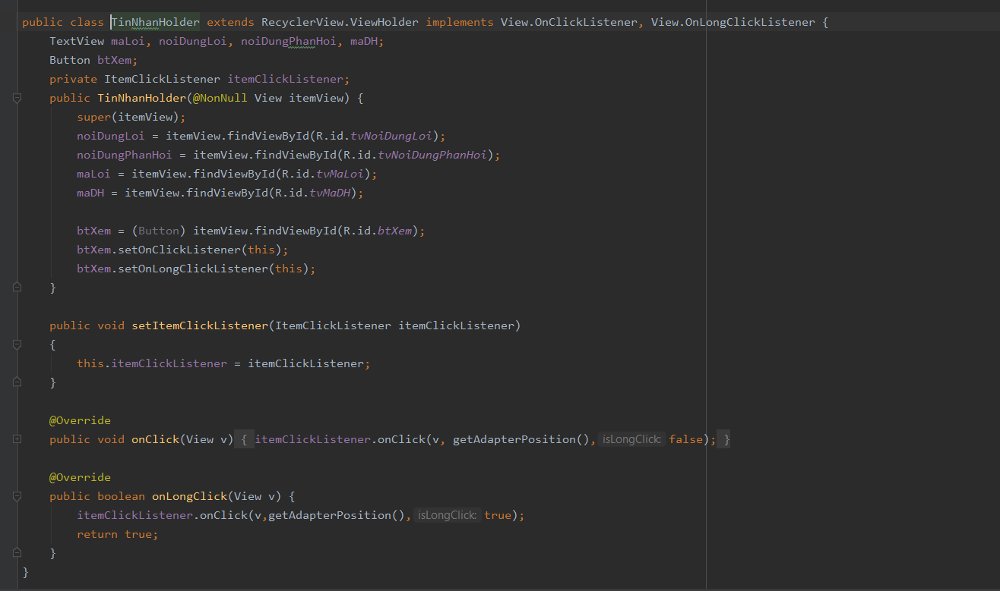 public class TinNhanHolder extends RecyclerView.ViewHolder implements View.OnClickListener, View.OnLongClickListener {
    TextView maLoi, noiDungLoi, noiDungPhanHoi, maDH;
    Button btXem;
    private ItemClickListener itemClickListener;
    public TinNhanHolder(@NonNull View itemView) {
        super(itemView);
        noiDungLoi = itemView.findViewById(R.id.tvNoiDungLoi);
        noiDungPhanHoi = itemView.findViewById(R.id.tvNoiDungPhanHoi);
        maLoi = itemView.findViewById(R.id.tvMaLoi);
        maDH = itemView.findViewById(R.id.tvMaDH);

        btXem = (Button) itemView.findViewById(R.id.btXem);
        btXem.setOnClickListener(this);
        btXem.setOnLongClickListener(this);
    }

    public void setItemClickListener(ItemClickListener itemClickListener)
    {
        this.itemClickListener = itemClickListener;
    }

    @Override
    public void onClick(View v) { itemClickListener.onClick(v, getAdapterPosition(), isLongClick: false); }

    @Override
    public boolean onLongClick(View v) {
        itemClickListener.onClick(v,getAdapterPosition(), isLongClick: true);
        return true;
    }
}